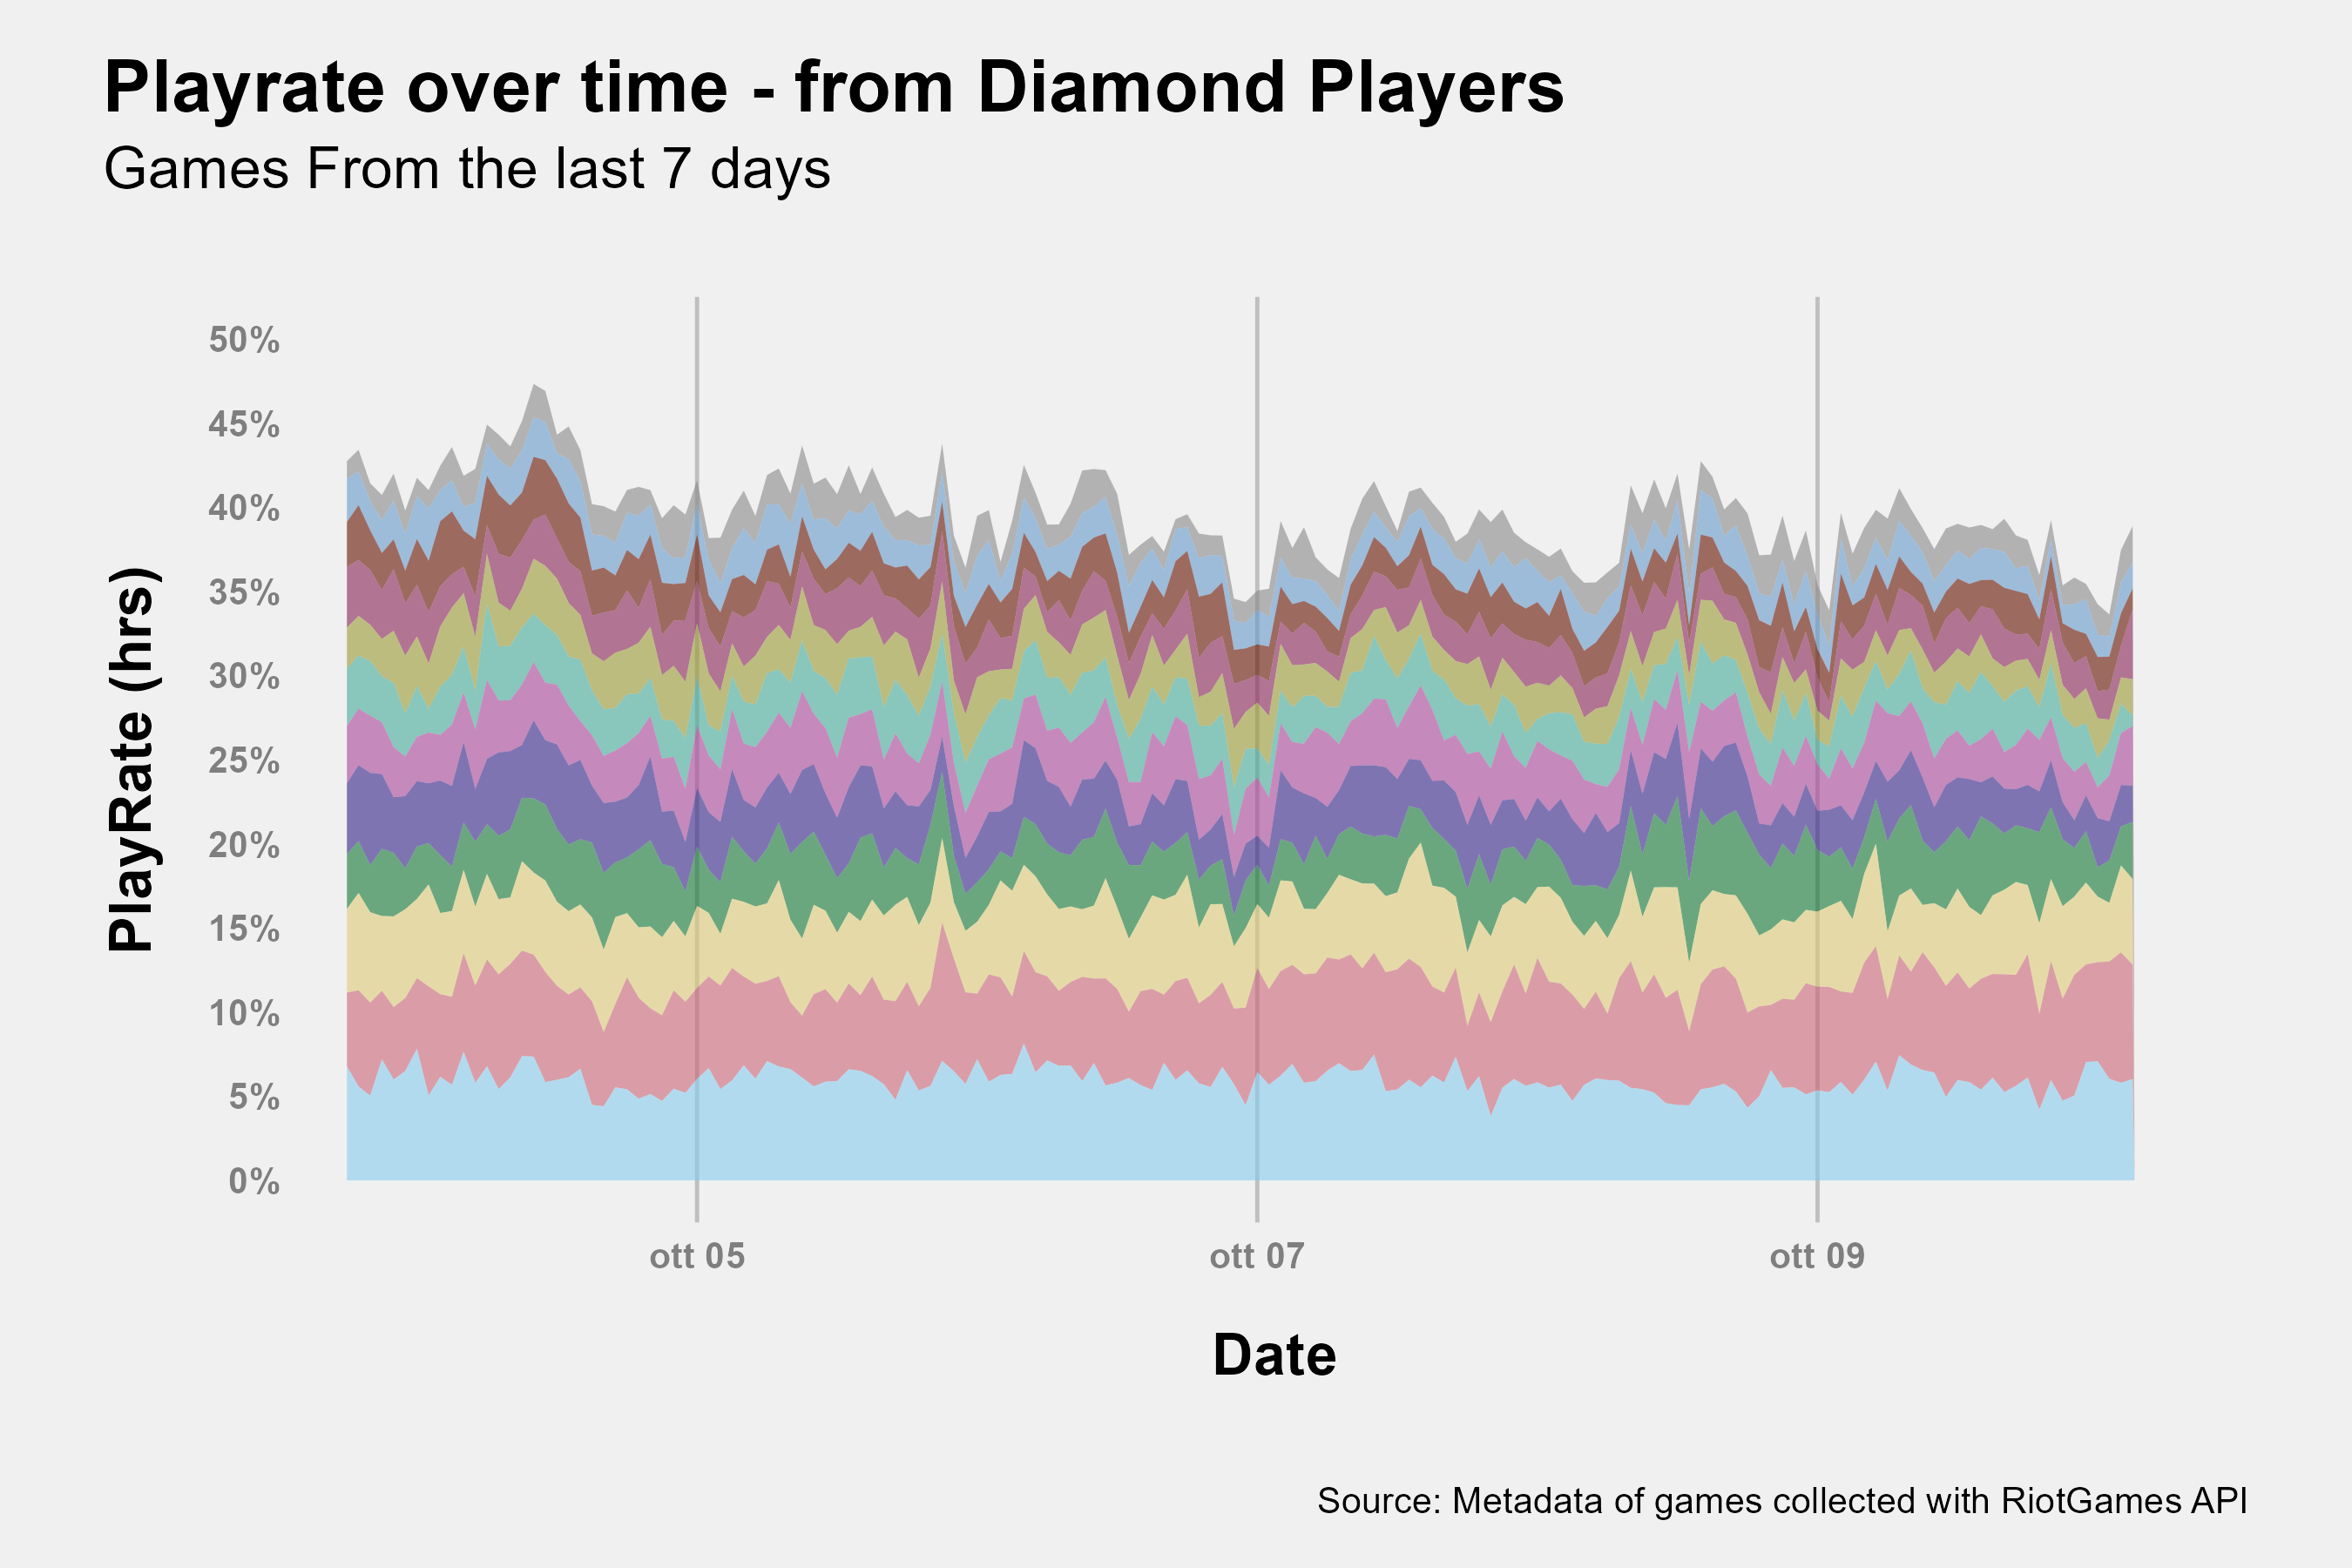 Playrate over time - from Diamond Players
Games From the last 7 days
PlayRate (hrs)
50%
45%
40%
35%
30%
25%
20%
15%
10%
5%
0%
ott 05
ott 07
ott 09
Date
Source: Metadata of games collected with RiotGames API